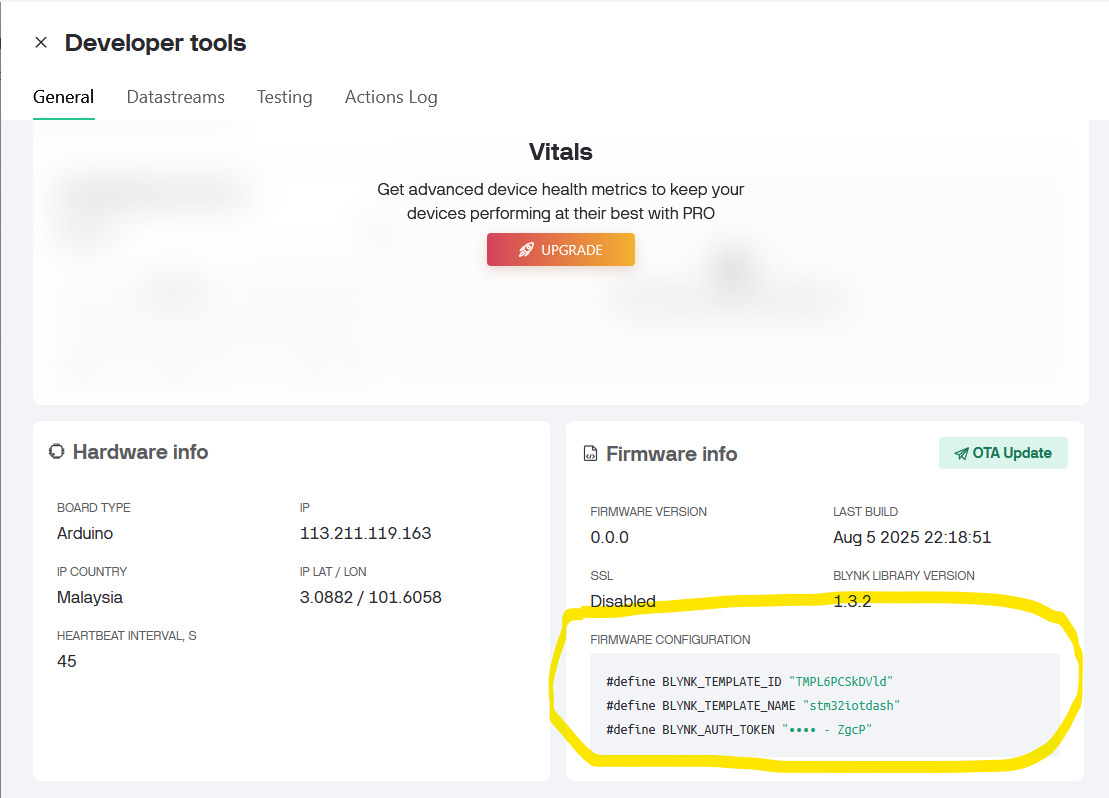 Developer tools
General Datastreams Testing Actions Log
Vitals
Get advanced device health metrics to keep your
devices performing at their best with PRO
UPGRADE
Hardware info
BOARD TYPE IP
Arduino 113.211.119.163
IP COUNTRY IP LAT / LON
Malaysia 3.0882 / 101.6058
HEARTBEAT INTERVAL, S
45
Firmware info OTA Update
FIRMWARE VERSION LAST BUILD
0.0.0 Aug 5 2025 22:18:51
SSL BLYNK LIBRARY VERSION
Disabled 1.3.2
FIRMWARE CONFIGURATION
#define BLYNK_TEMPLATE_ID "TMPL6PCSkDVld"
#define BLYNK_TEMPLATE_NAME "stm32iotdash"
#define BLYNK_AUTH_TOKEN "•••• - ZgcP"